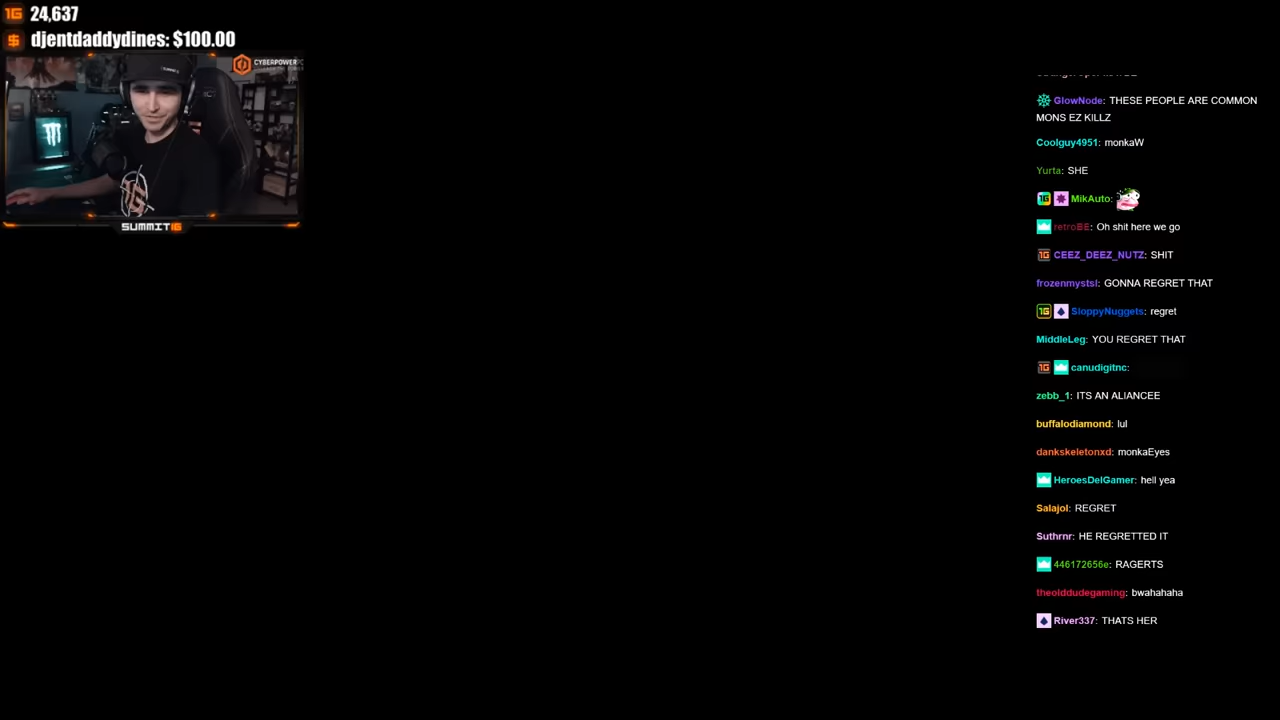 24,637
djentdaddydines: $100.00
CYBERPOWERPC
SUMMIT1G
GlowNode: THESE PEOPLE ARE COMMON
MONS EZ KILLZ
Coolguy4951: monkaW
Yurta: SHE
MikAuto:
retroBE: Oh shit here we go
CEEZ_DEEZ_NUTZ: SHIT
frozenmystsl: GONNA REGRET THAT
SloppyNuggets: regret
MiddleLeg: YOU REGRET THAT
canudigitnc:
zebb_1: ITS AN ALIANCEE
buffalodiamond: lul
dankskeletonxd: monkaEyes
HeroesDelGamer: hell yea
Salajol: REGRET
Suthrnr: HE REGRETTED IT
446172656e: RAGERTS
theolddudegaming: bwahahaha
River337: THATS HER